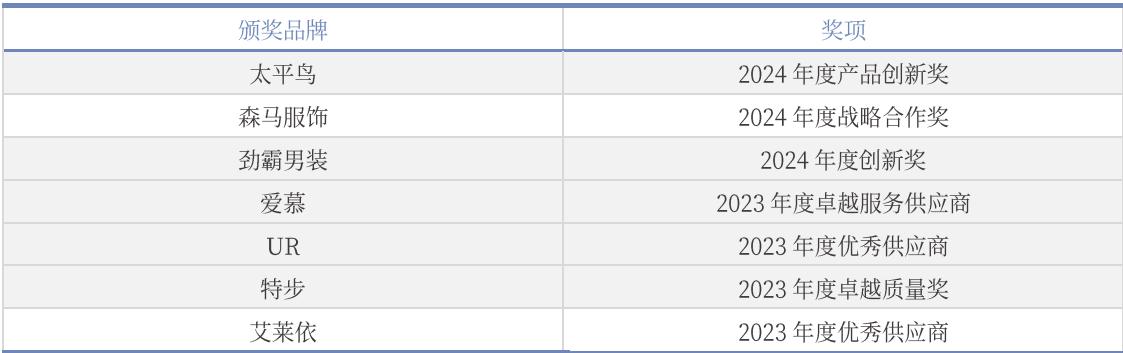 颁奖品牌 奖项
太平鸟 2024 年度产品创新奖
森马服饰 2024 年度战略合作奖
劲霸男装 2024 年度创新奖
爱慕 2023 年度卓越服务供应商
UR 2023 年度优秀供应商
特步 2023 年度卓越质量奖
艾莱依 2023 年度优秀供应商